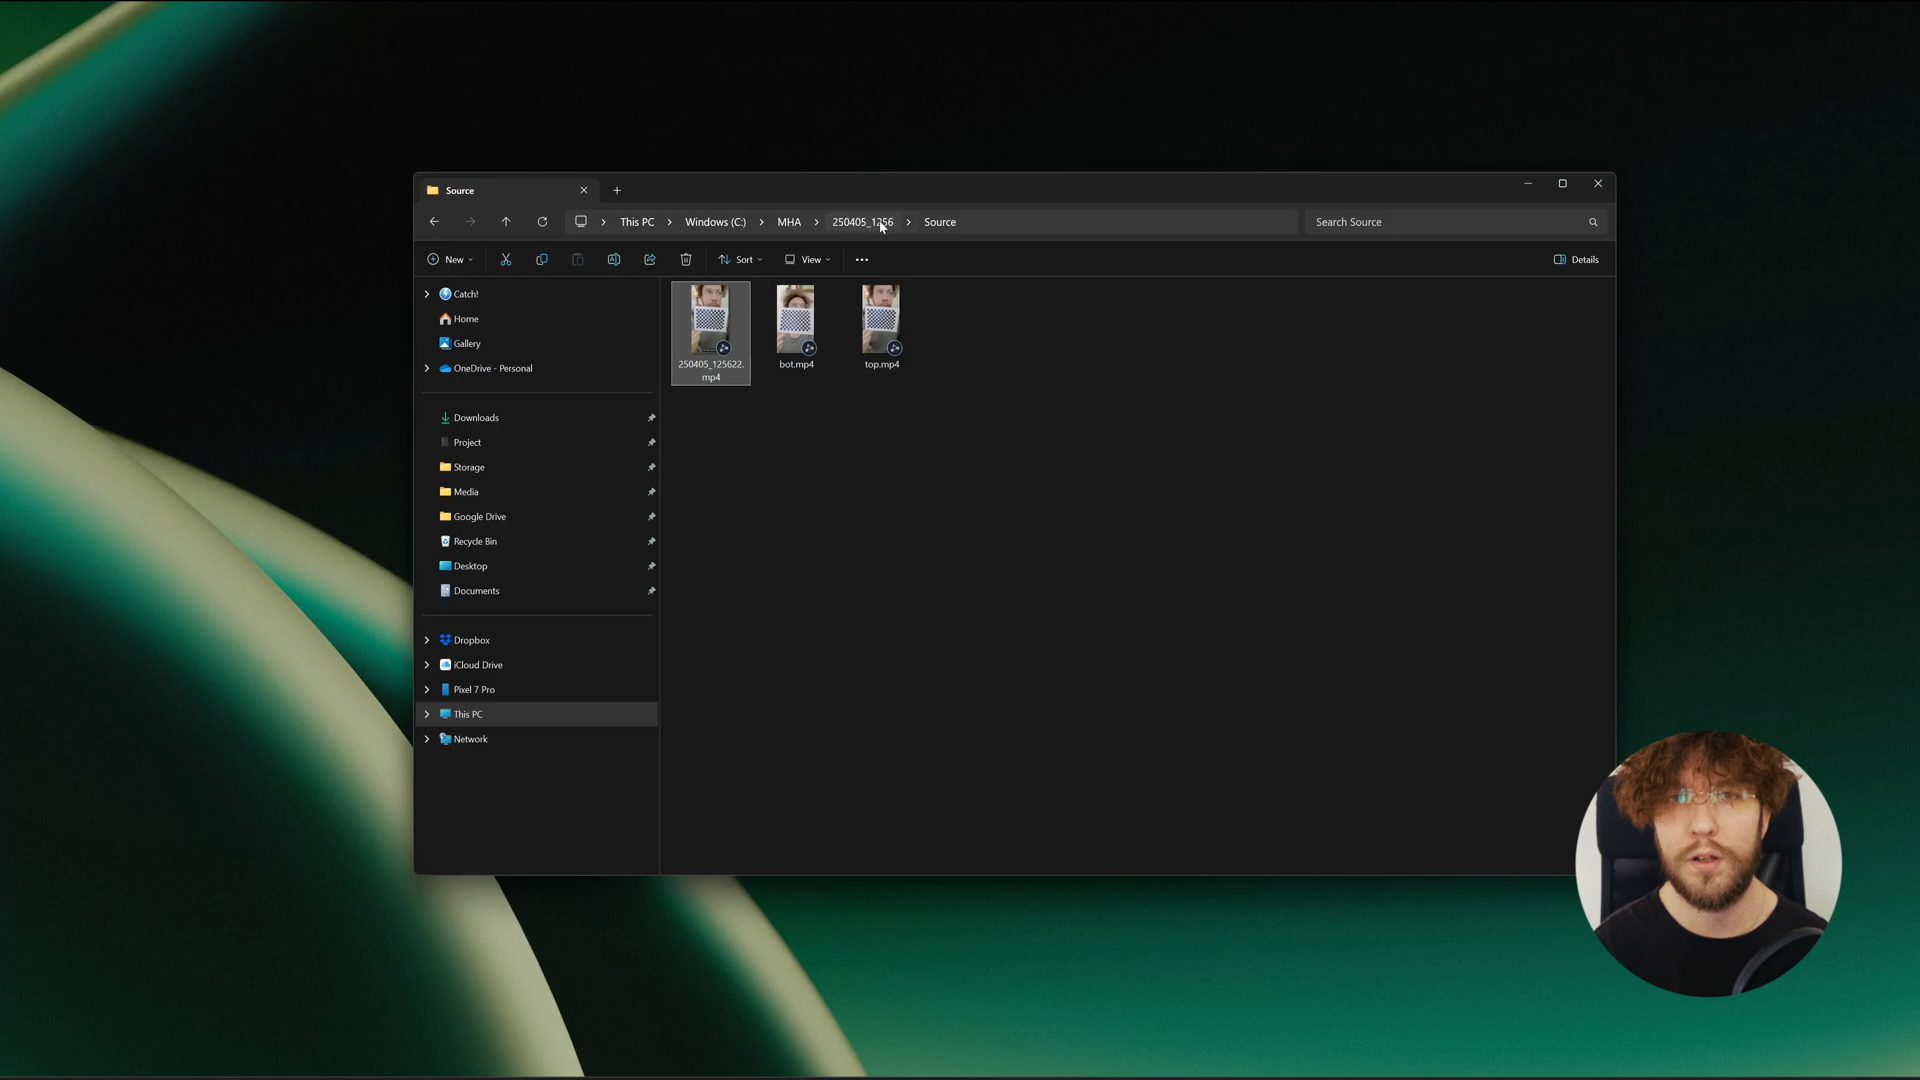 Source
This PC
Windows (C:)
MHA
250405_1256
Source
Search Source
New
Sort
View
Details
Catch!
Home
Gallery
OneDrive - Personal
Downloads
Project
Storage
Media
Google Drive
Recycle Bin
Desktop
Documents
Dropbox
iCloud Drive
Pixel 7 Pro
This PC
Network
250405_125622.
mp4
bot.mp4
top.mp4